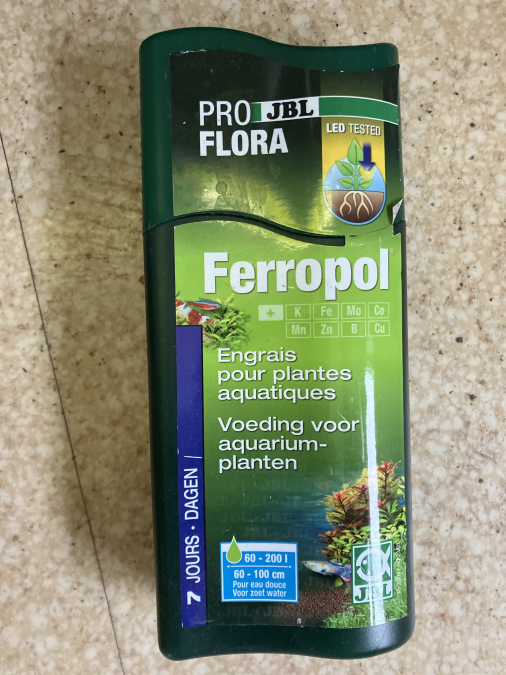 PRO JBL
FLORA
LED TESTED
Ferropol
+ K Fe Mo Co
Mn Zn B Cu
Engrais
pour plantes
aquatiques
Voeding voor
aquarium-
planten
7 JOURS · DAGEN /
60 - 200 l
60 - 100 cm
Pour eau douce
Voor zoet water
JBL